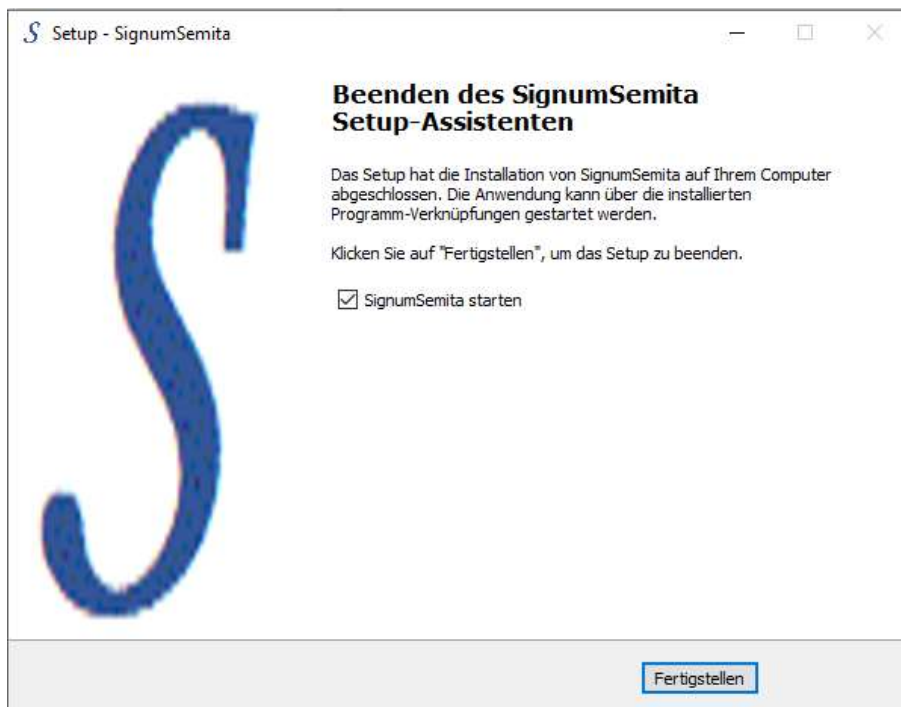 S Setup - SignumSemita
Beenden des SignumSemita
Setup-Assistenten
Das Setup hat die Installation von SignumSemita auf Ihrem Computer
abgeschlossen. Die Anwendung kann über die installierten
Programm-Verknüpfungen gestartet werden.
Klicken Sie auf "Fertigstellen", um das Setup zu beenden.
SignumSemita starten
S
Fertigstellen